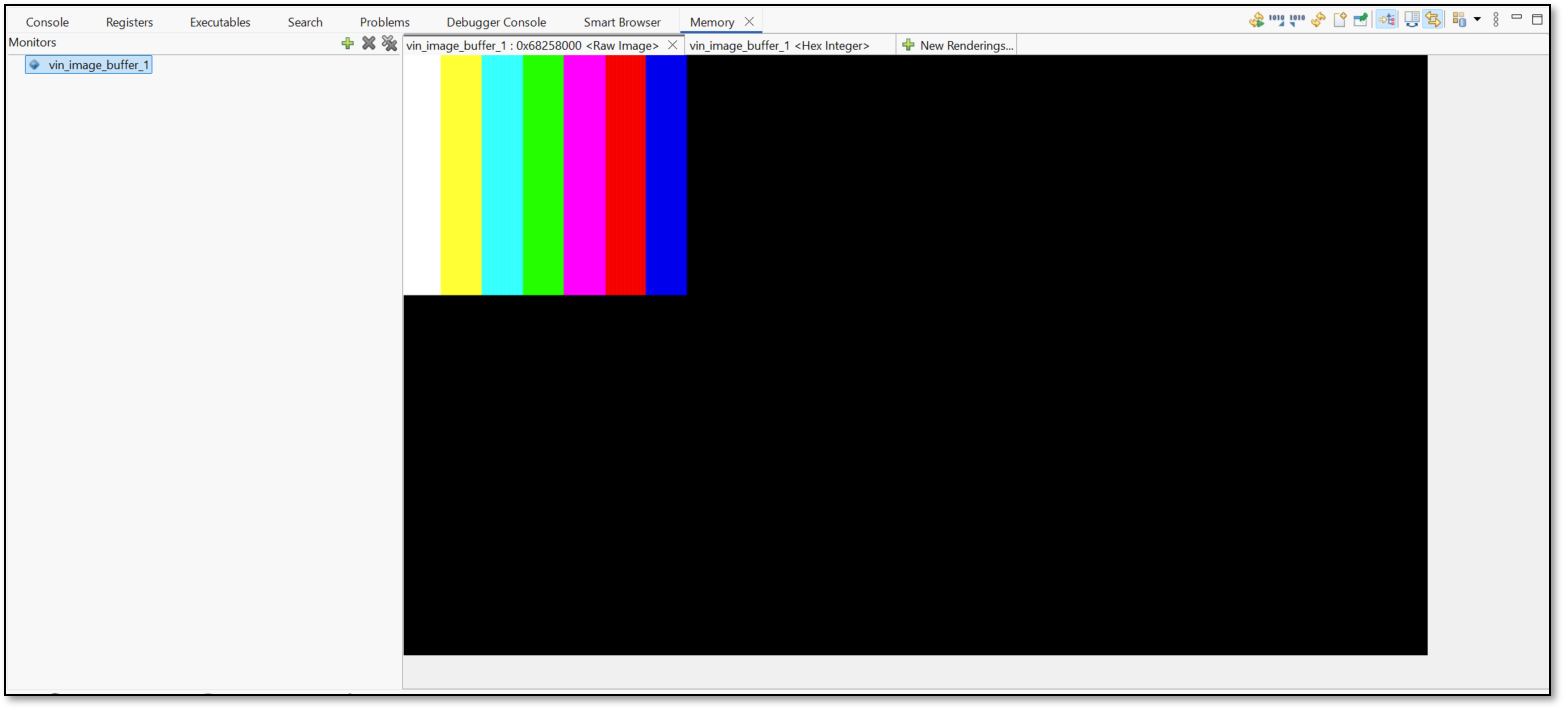 Console Registers Executables Search Problems Debugger Console Smart Browser Memory
Monitors
vin_image_buffer_1 : 0x68258000 <Raw Image> vin_image_buffer_1 <Hex Integer> New Renderings...
vin_image_buffer_1